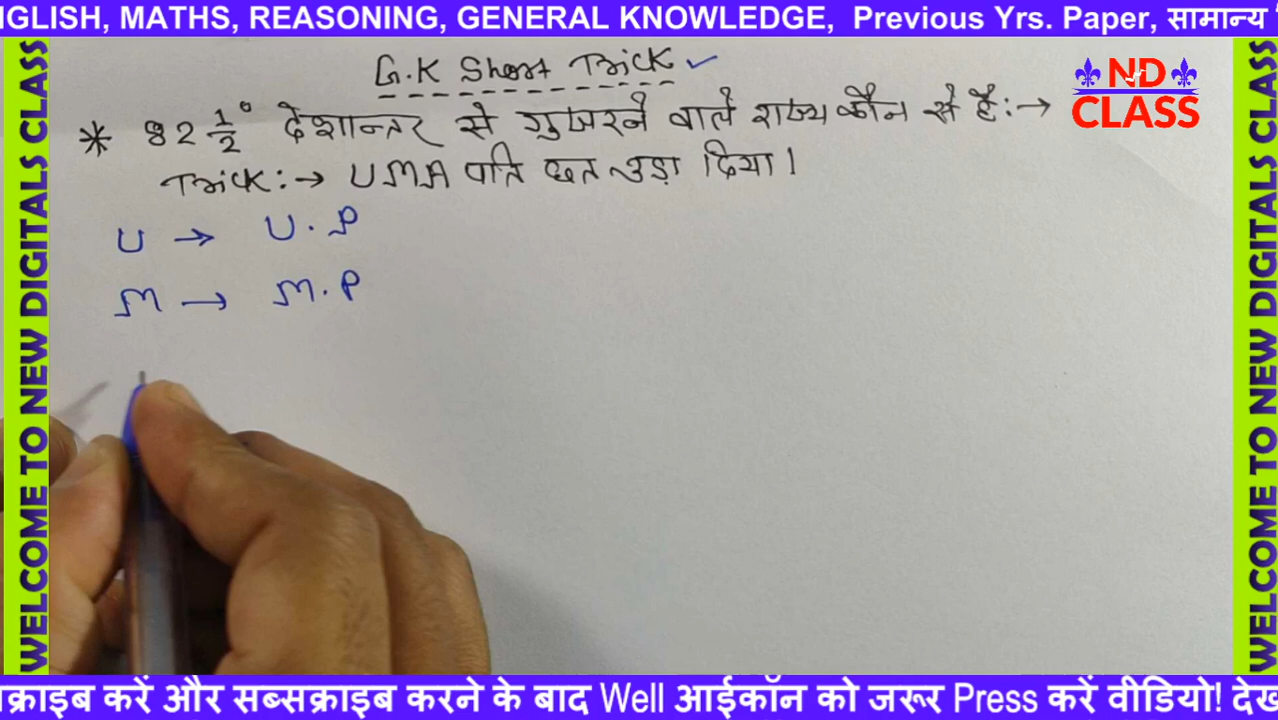 NGLISH, MATHS, REASONING, GENERAL KNOWLEDGE, Previous Yrs. Paper, सामान्य
G.K Short Trick ✓
ND
CLASS
* 82 1/2° देशान्तर से गुजरने वाले राज्य कौन से है:→
Trick:→ UMA पति छत उड़ा दिया।
U → U.P
M → M.P
WELCOME TO NEW DIGITALS CLASS
WELCOME TO NEW DIGITALS CLASS
क्राइब करें और सब्सक्राइब करने के बाद Well आईकॉन को जरूर Press करें वीडियो! देख